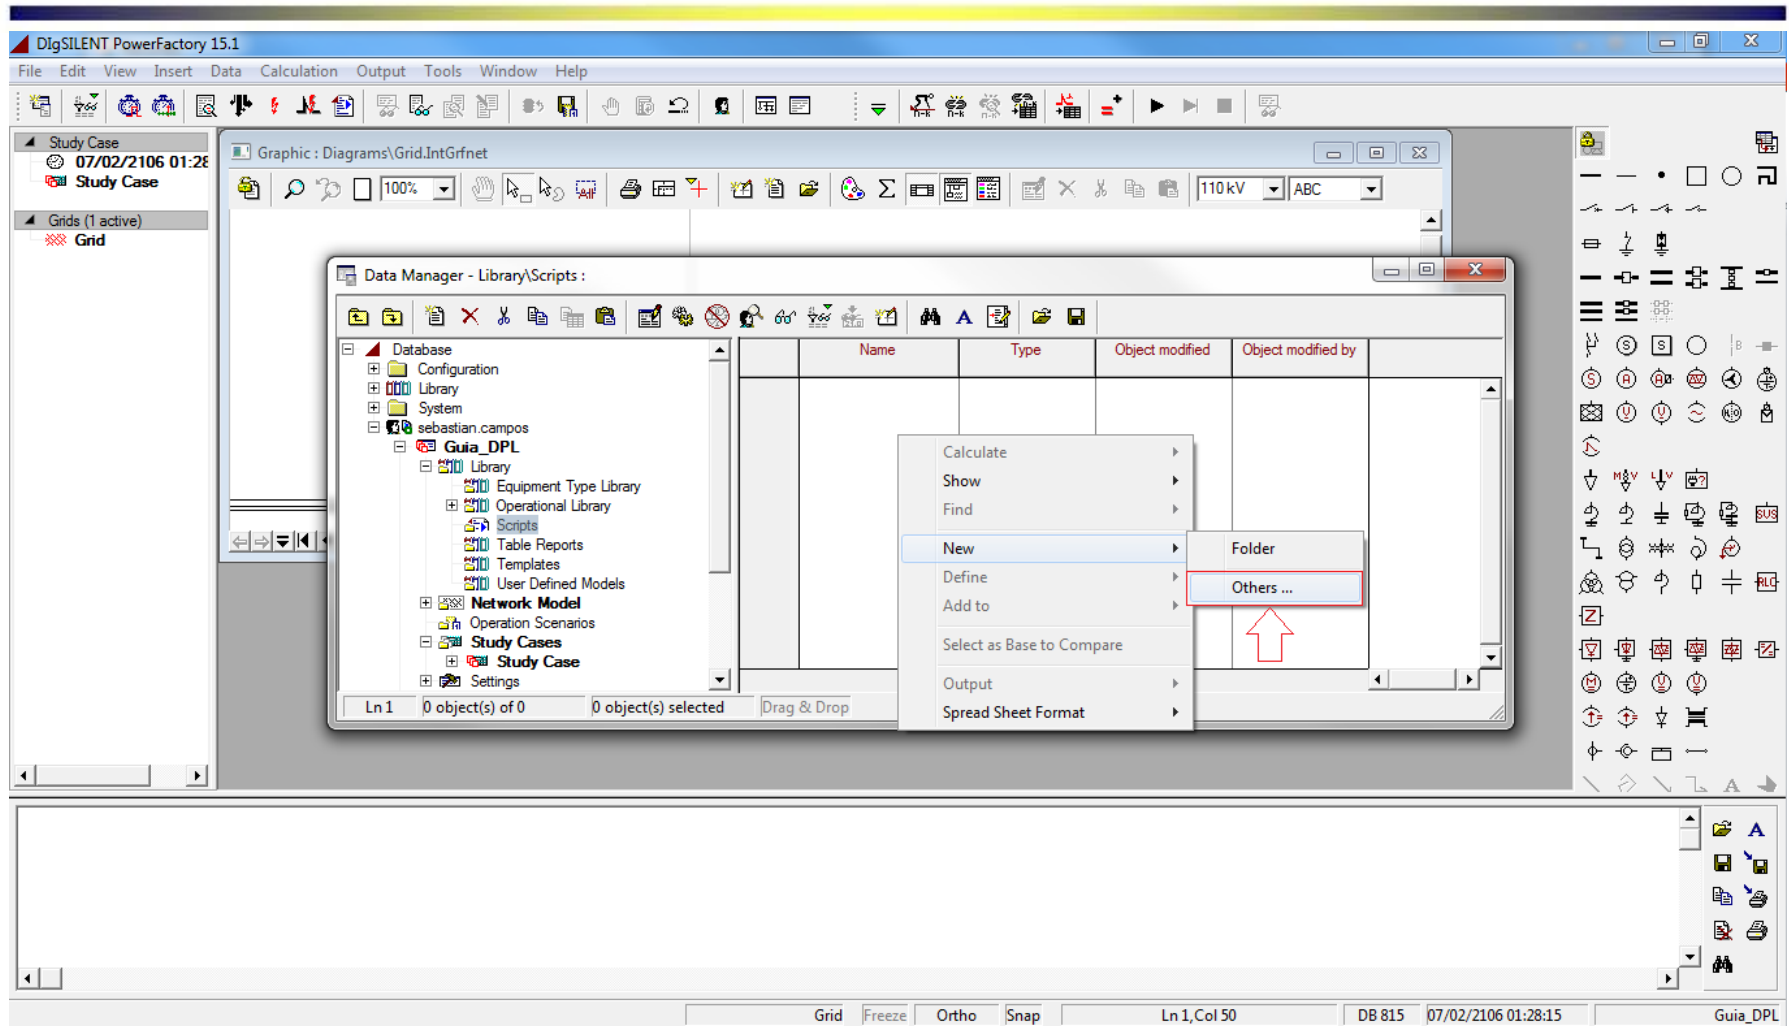 DIgSILENT PowerFactory 15.1
File Edit View Insert Data Calculation Output Tools Window Help
Study Case
07/02/2106 01:28
Study Case
Grids (1 active)
Grid
Graphic : Diagrams\Grid.IntGrfnet
100%
110 kV
ABC
Data Manager - Library\Scripts :
Database
Configuration
Library
System
sebastian.campos
Guia_DPL
Library
Equipment Type Library
Operational Library
Scripts
Table Reports
Templates
User Defined Models
Network Model
Operation Scenarios
Study Cases
Study Case
Settings
Name Type Object modified Object modified by
Calculate
Show
Find
New
Define
Add to
Select as Base to Compare
Output
Spread Sheet Format
Folder
Others ...
Ln 1 0 object(s) of 0 0 object(s) selected Drag & Drop
Grid Freeze Ortho Snap Ln 1,Col 50 DB 815 07/02/2106 01:28:15 Guia_DPL